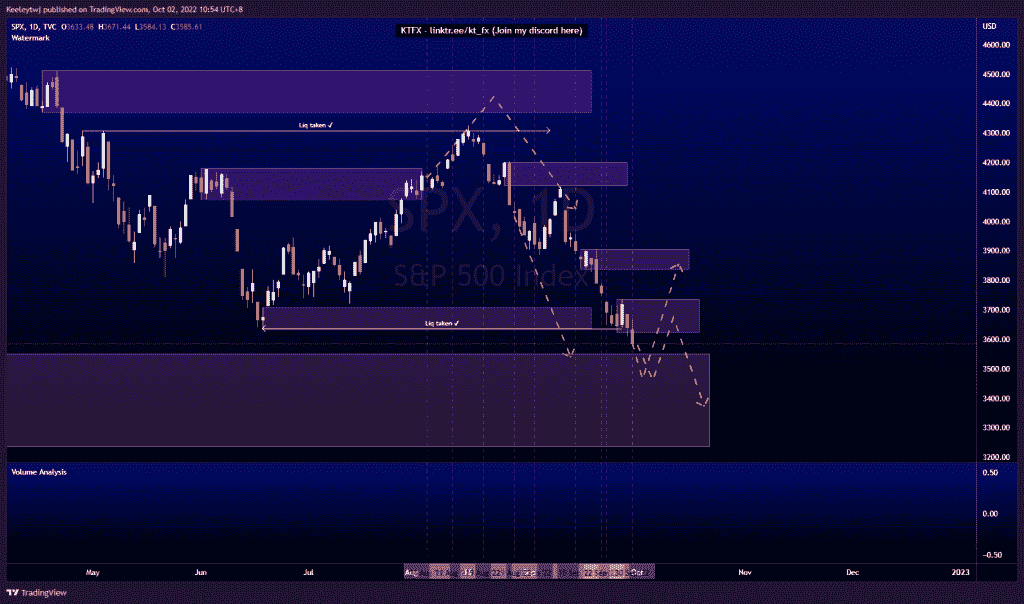 Keeleytwj published on TradingView.com, Oct 02, 2022 10:54 UTC+8
SPX, 1D, TVC O3633.48 H3671.44 L3584.13 C3585.61
Watermark
KTFX - linktr.ee/kt_fx (Join my discord here)
USD
4600.00
4500.00
4400.00
Liq taken ✓
4300.00
4200.00
4100.00
SPX, 1D
4000.00
3900.00
S&P 500 Index
3800.00
3700.00
Liq taken ✓
3600.00
3500.00
3400.00
3300.00
3200.00
Volume Analysis
0.50
0.00
-0.50
May Jun Jul Aug Oct Nov Dec 2023
TradingView